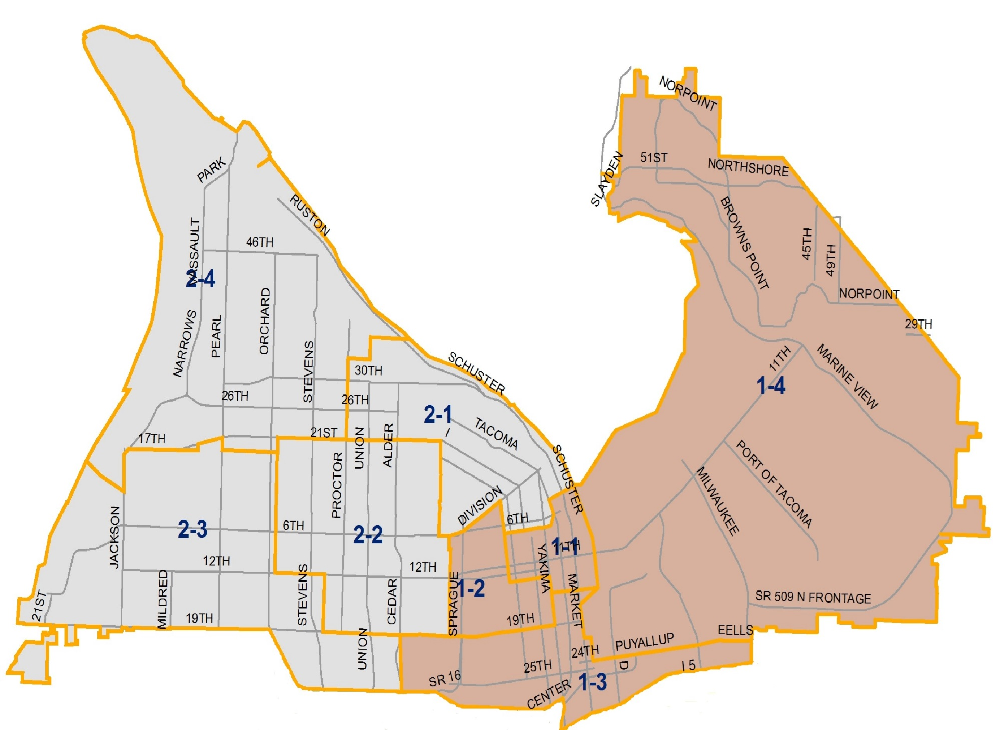 NORPOINT
51ST
NORTHSHORE
SLAYDEN
PARK
RUSTON
BROWNS POINT
VASSAULT
46TH
45TH
49TH
2-4
NORPOINT
ORCHARD
NARROWS
PEARL
29TH
STEVENS
SCHUSTER
11TH
MARINE VIEW
30TH
1-4
26TH
26TH
2-1
TACOMA
I
17TH
21ST
UNION
ALDER
SCHUSTER
PORT OF TACOMA
PROCTOR
MILWAUKEE
DIVISION
JACKSON
6TH
6TH
2-3
2-2
1-1
11TH
12TH
12TH
YAKIMA
SPRAGUE
1-2
MARKET
21ST
MILDRED
STEVENS
CEDAR
SR 509 N FRONTAGE
19TH
19TH
EELLS
UNION
PUYALLUP
24TH
25TH
D
I 5
SR 16
1-3
CENTER